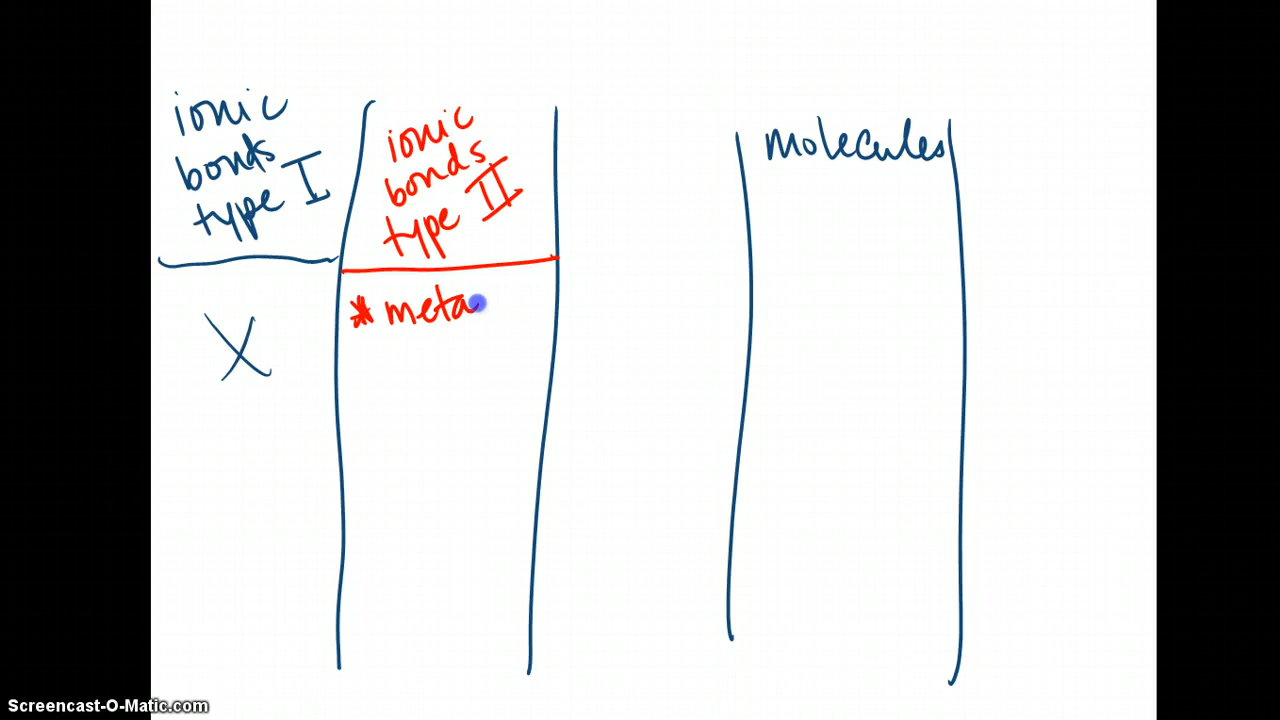 ionic
bonds
type I
ionic
bonds
type II
molecules
X
* meta
Screencast-O-Matic.com